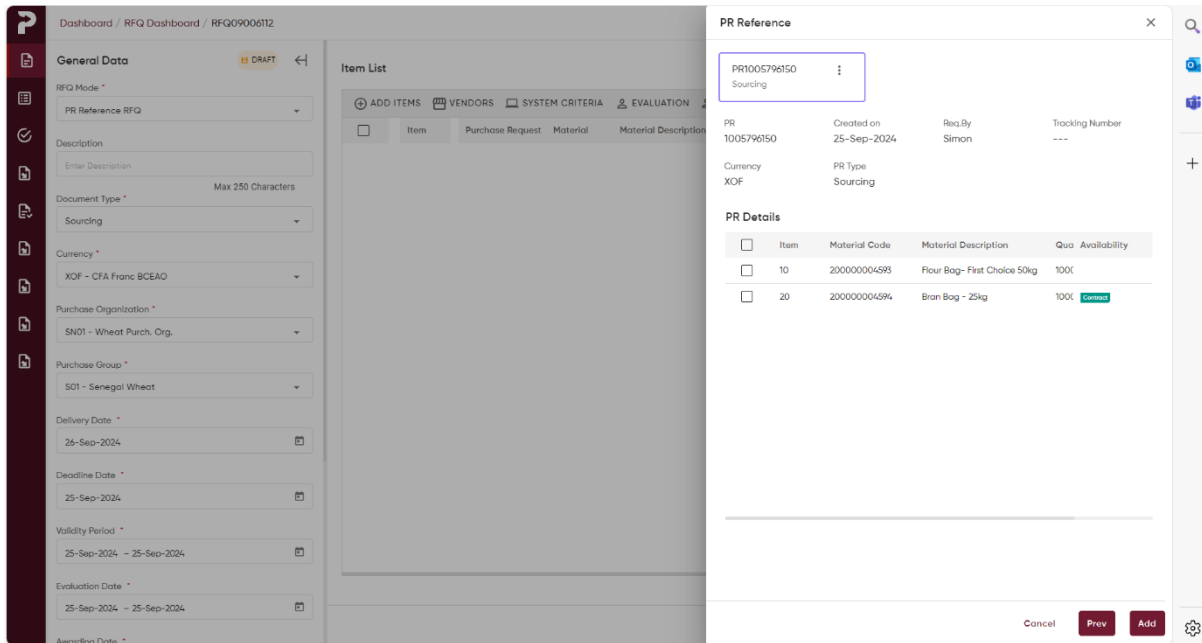 Dashboard / RFQ Dashboard / RFQ09006112
General Data
DRAFT
RFQ Mode *
PR Reference RFQ
Description
Enter Description
Max 250 Characters
Document Type *
Sourcing
Currency *
XOF - CFA Franc BCEAO
Purchase Organization *
SN01 - Wheat Purch. Org.
Purchase Group *
S01 - Senegal Wheat
Delivery Date *
26-Sep-2024
Deadline Date *
25-Sep-2024
Validity Period *
25-Sep-2024 – 25-Sep-2024
Evaluation Date *
25-Sep-2024 – 25-Sep-2024
Awarding Date *
Item List
ADD ITEMS VENDORS SYSTEM CRITERIA EVALUATION
Item Purchase Request Material Material Description
PR Reference
PR1005796150
Sourcing
PR Created on Req.By Tracking Number
1005796150 25-Sep-2024 Simon ---
Currency PR Type
XOF Sourcing
PR Details
Item Material Code Material Description Qua Availability
10 200000004593 Flour Bag- First Choice 50kg 100(
20 200000004594 Bran Bag - 25kg 100( Contract
Cancel Prev Add